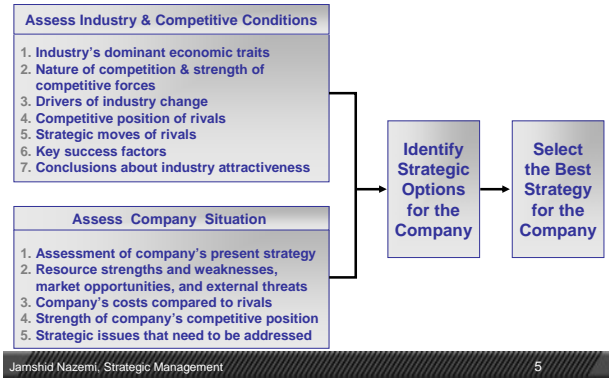 Assess Industry & Competitive Conditions
1. Industry's dominant economic traits
2. Nature of competition & strength of
competitive forces
3. Drivers of industry change
4. Competitive position of rivals
5. Strategic moves of rivals
6. Key success factors
7. Conclusions about industry attractiveness
Assess Company Situation
1. Assessment of company's present strategy
2. Resource strengths and weaknesses,
market opportunities, and external threats
3. Company's costs compared to rivals
4. Strength of company's competitive position
5. Strategic issues that need to be addressed
Identify
Strategic
Options
for the
Company
Select
the Best
Strategy
for the
Company
Jamshid Nazemi, Strategic Management
5